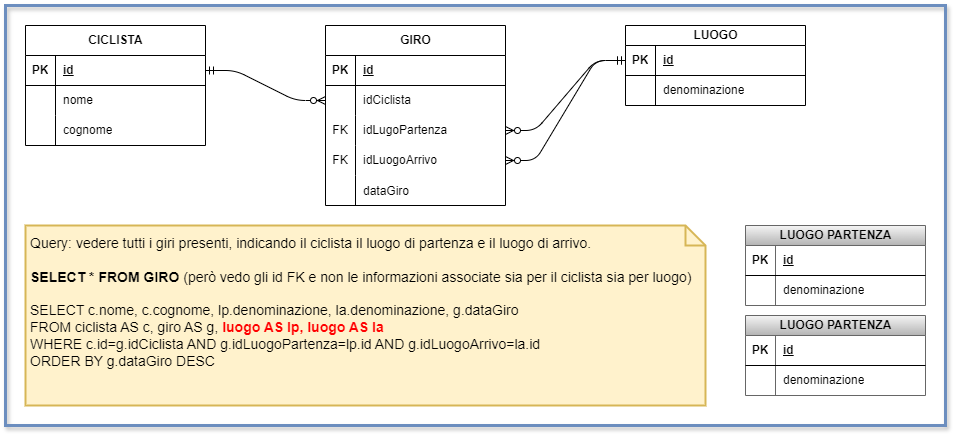 CICLISTA
PK id
nome
cognome
GIRO
PK id
idCiclista
FK idLugoPartenza
FK idLuogoArrivo
dataGiro
LUOGO
PK id
denominazione
Query: vedere tutti i giri presenti, indicando il ciclista il luogo di partenza e il luogo di arrivo.
SELECT * FROM GIRO (però vedo gli id FK e non le informazioni associate sia per il ciclista sia per luogo)
SELECT c.nome, c.cognome, lp.denominazione, la.denominazione, g.dataGiro
FROM ciclista AS c, giro AS g, luogo AS lp, luogo AS la
WHERE c.id=g.idCiclista AND g.idLuogoPartenza=lp.id AND g.idLuogoArrivo=la.id
ORDER BY g.dataGiro DESC
LUOGO PARTENZA
PK id
denominazione
LUOGO PARTENZA
PK id
denominazione